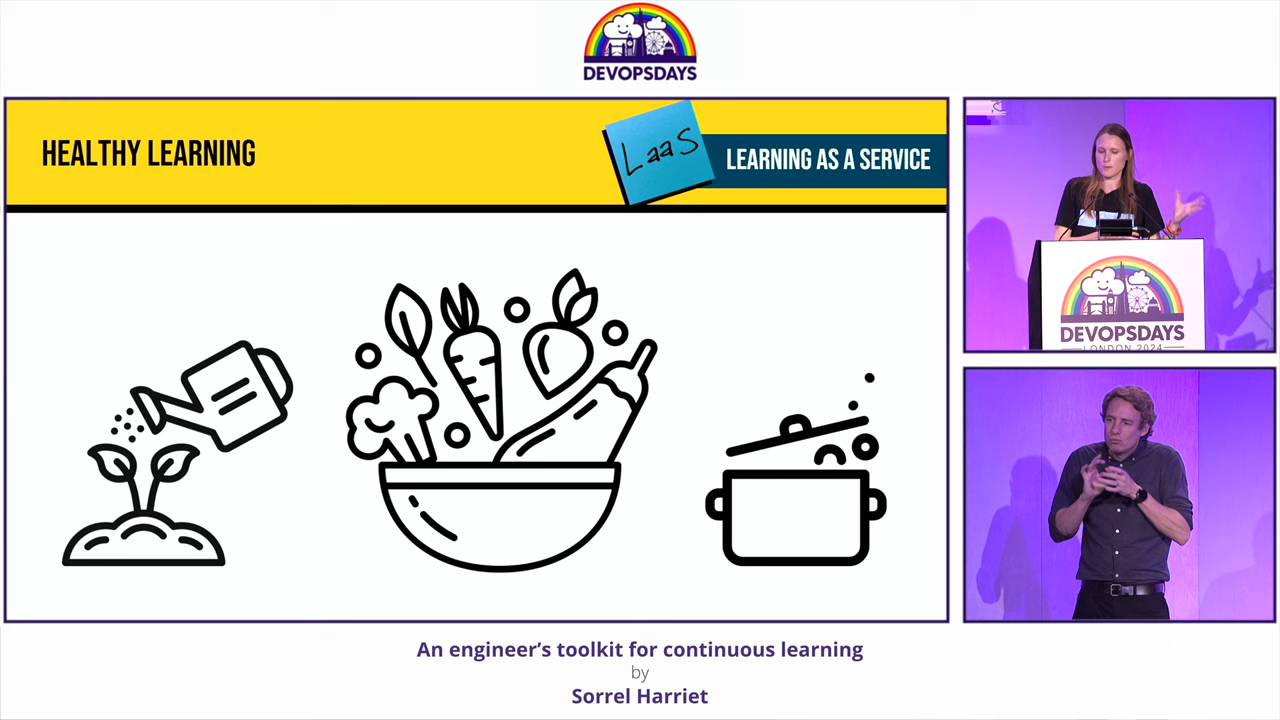 DEVOPSDAYS
HEALTHY LEARNING
LaaS
LEARNING AS A SERVICE
DEVOPSDAYS
LONDON 2024
An engineer's toolkit for continuous learning
by
Sorrel Harriet